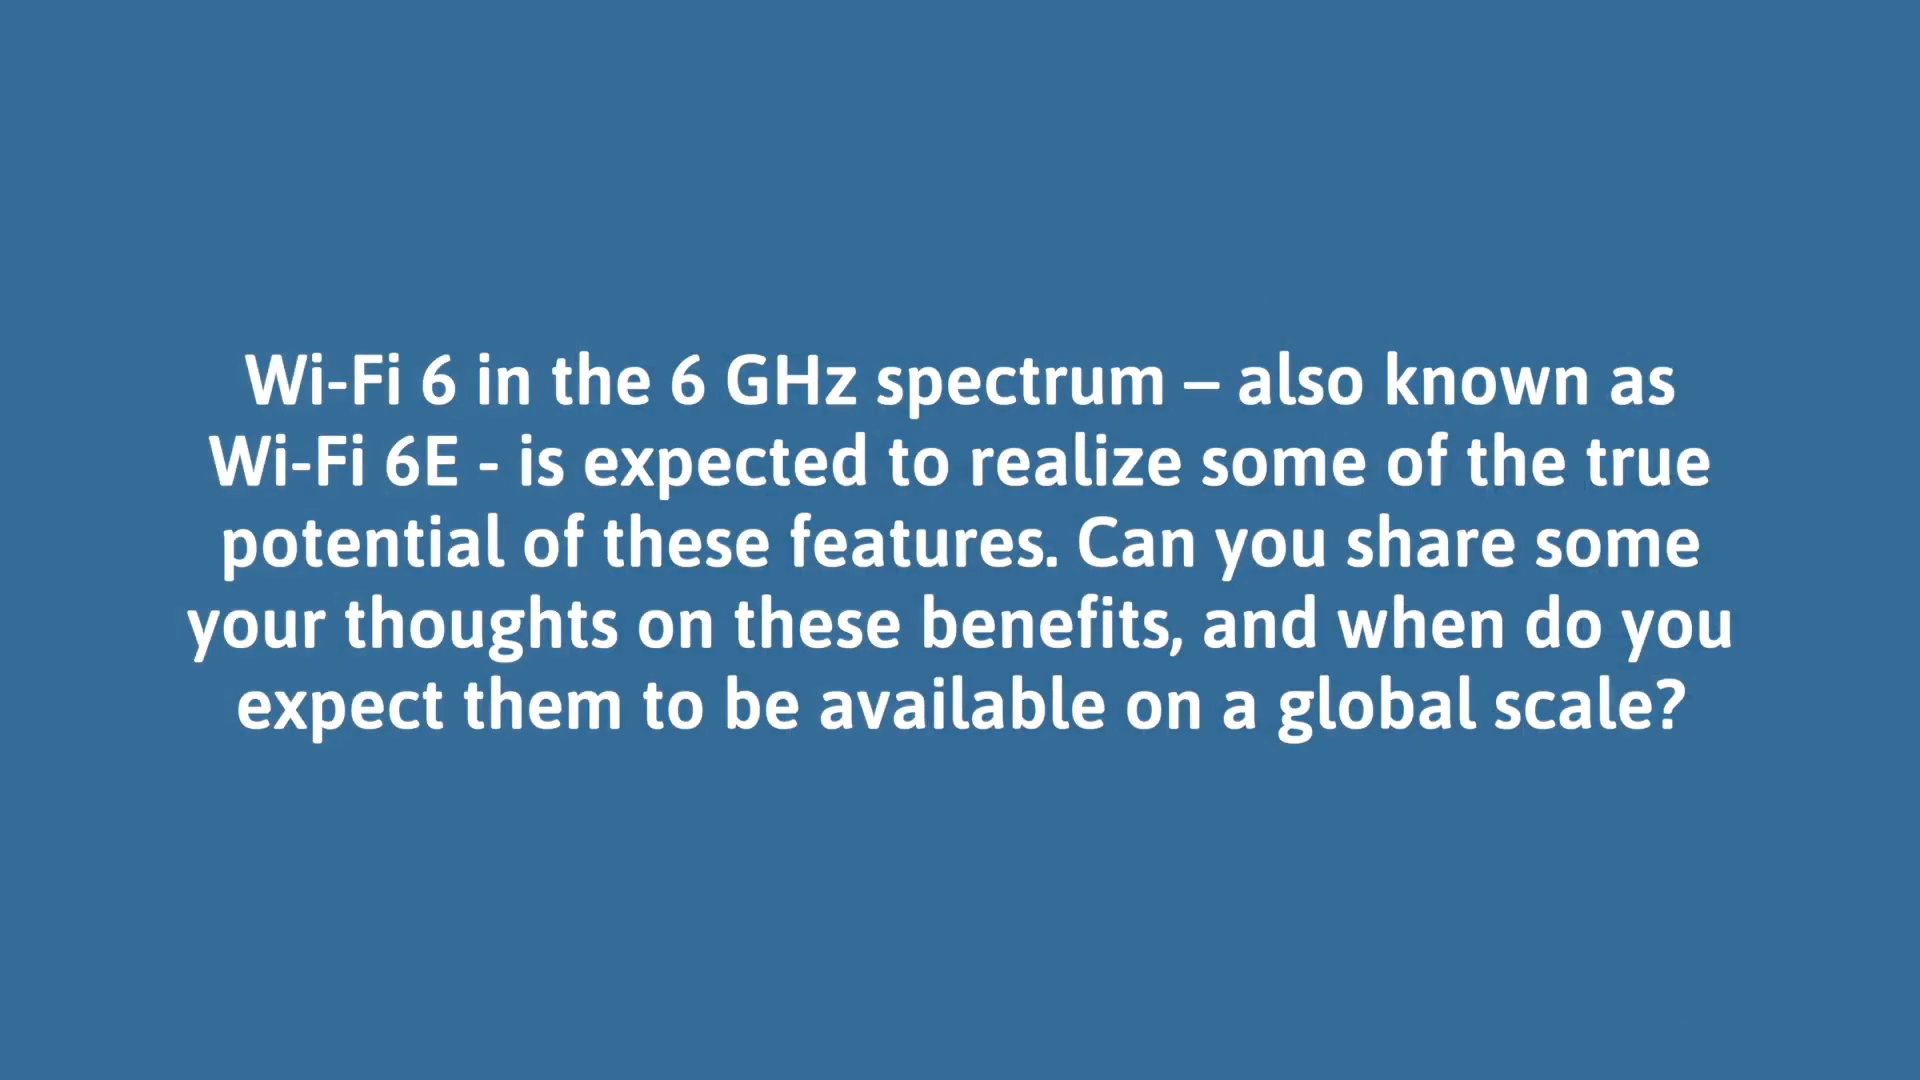 Wi-Fi 6 in the 6 GHz spectrum – also known as
Wi-Fi 6E - is expected to realize some of the true
potential of these features. Can you share some
your thoughts on these benefits, and when do you
expect them to be available on a global scale?